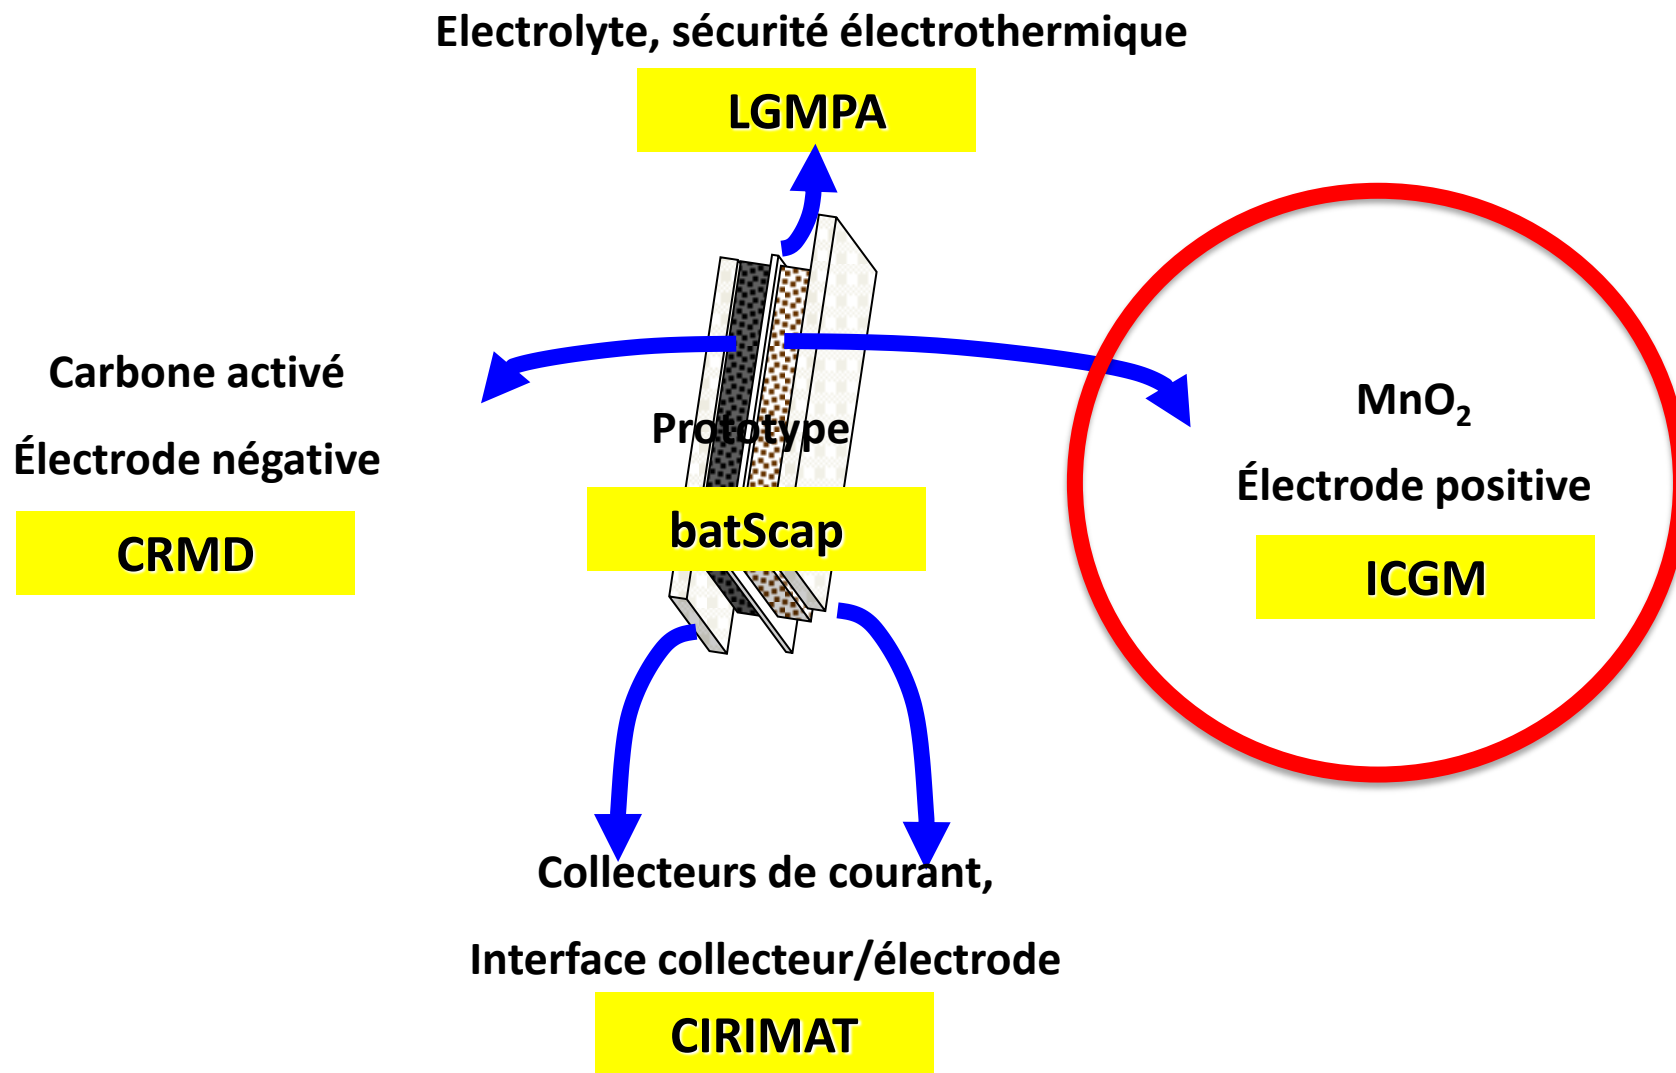 Electrolyte, sécurité électrothermique
LGMPA
Carbone activé
Électrode négative
CRMD
Prototype
batScap
MnO₂
Électrode positive
ICGM
Collecteurs de courant,
Interface collecteur/électrode
CIRIMAT